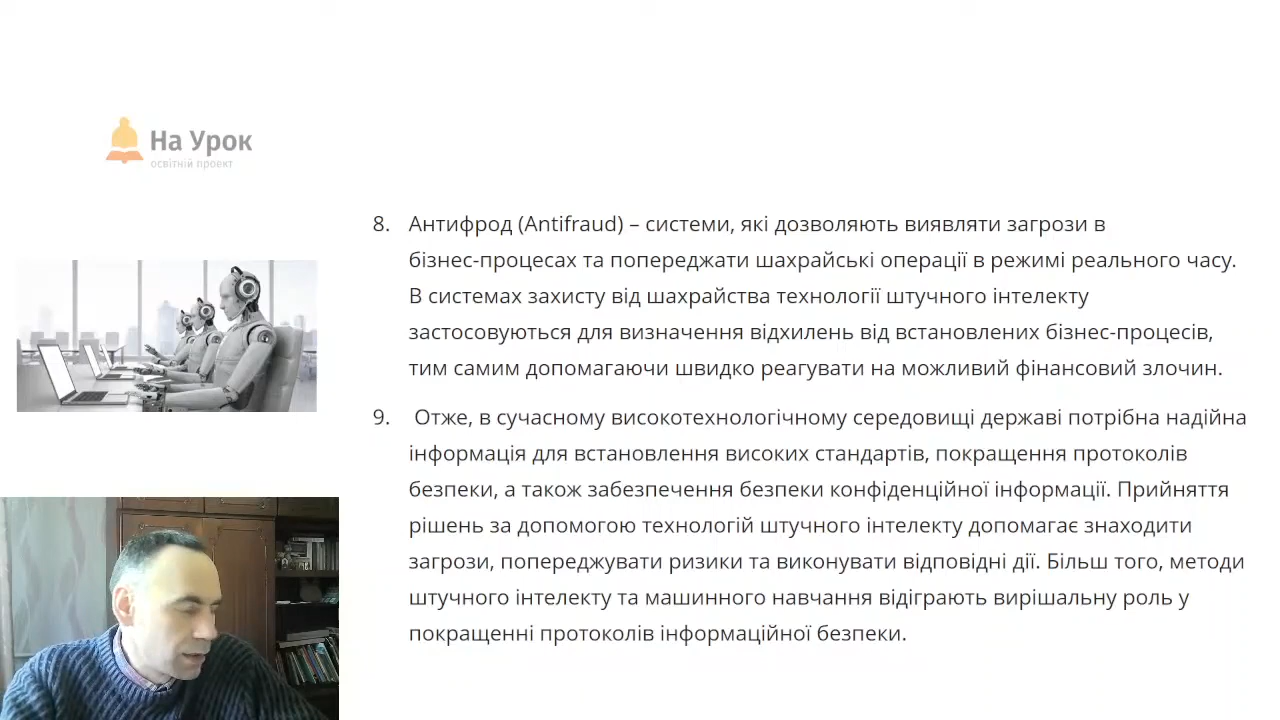 На Урок
освітній проект
8. Антифрод (Antifraud) – системи, які дозволяють виявляти загрози в
бізнес-процесах та попереджати шахрайські операції в режимі реального часу.
В системах захисту від шахрайства технології штучного інтелекту
застосовуються для визначення відхилень від встановлених бізнес-процесів,
тим самим допомагаючи швидко реагувати на можливий фінансовий злочин.
9. Отже, в сучасному високотехнологічному середовищі державі потрібна надійна
інформація для встановлення високих стандартів, покращення протоколів
безпеки, а також забезпечення безпеки конфіденційної інформації. Прийняття
рішень за допомогою технологій штучного інтелекту допомагає знаходити
загрози, попереджувати ризики та виконувати відповідні дії. Більш того, методи
штучного інтелекту та машинного навчання відіграють вирішальну роль у
покращенні протоколів інформаційної безпеки.